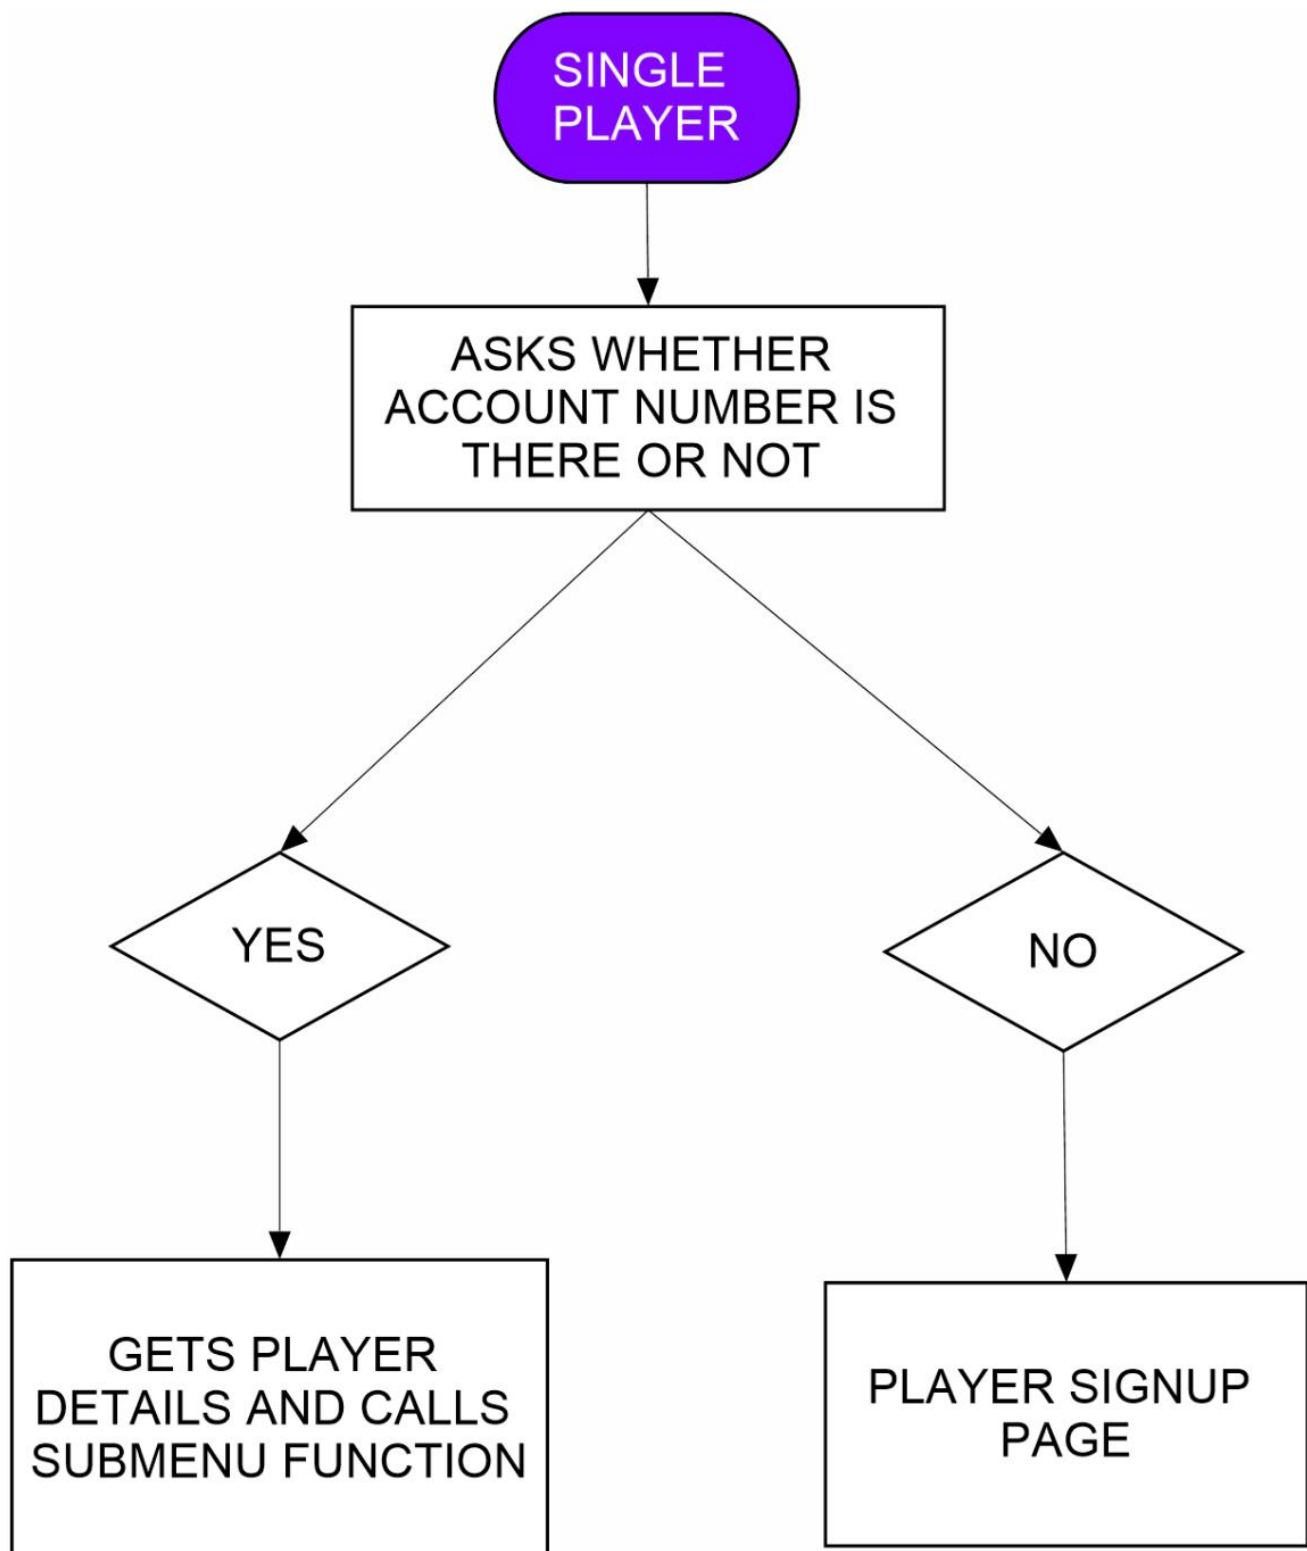 SINGLE
PLAYER
ASKS WHETHER
ACCOUNT NUMBER IS
THERE OR NOT
YES
NO
GETS PLAYER
DETAILS AND CALLS
SUBMENU FUNCTION
PLAYER SIGNUP
PAGE